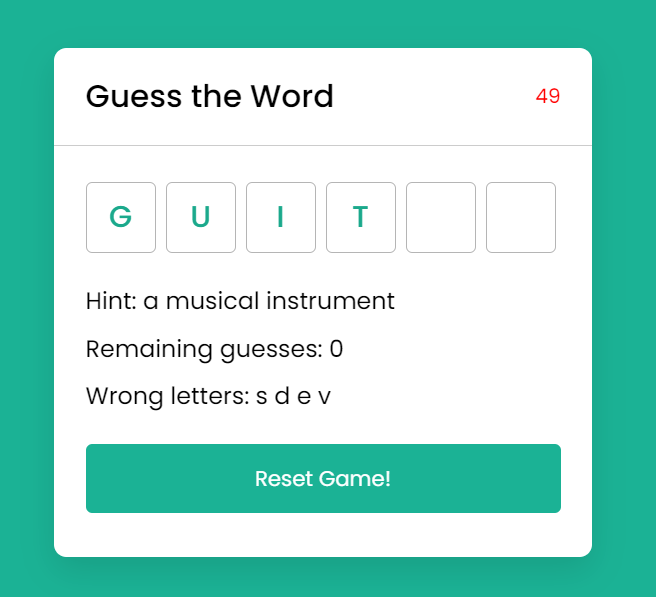 Guess the Word 49
G U I T
Hint: a musical instrument
Remaining guesses: 0
Wrong letters: s d e v
Reset Game!